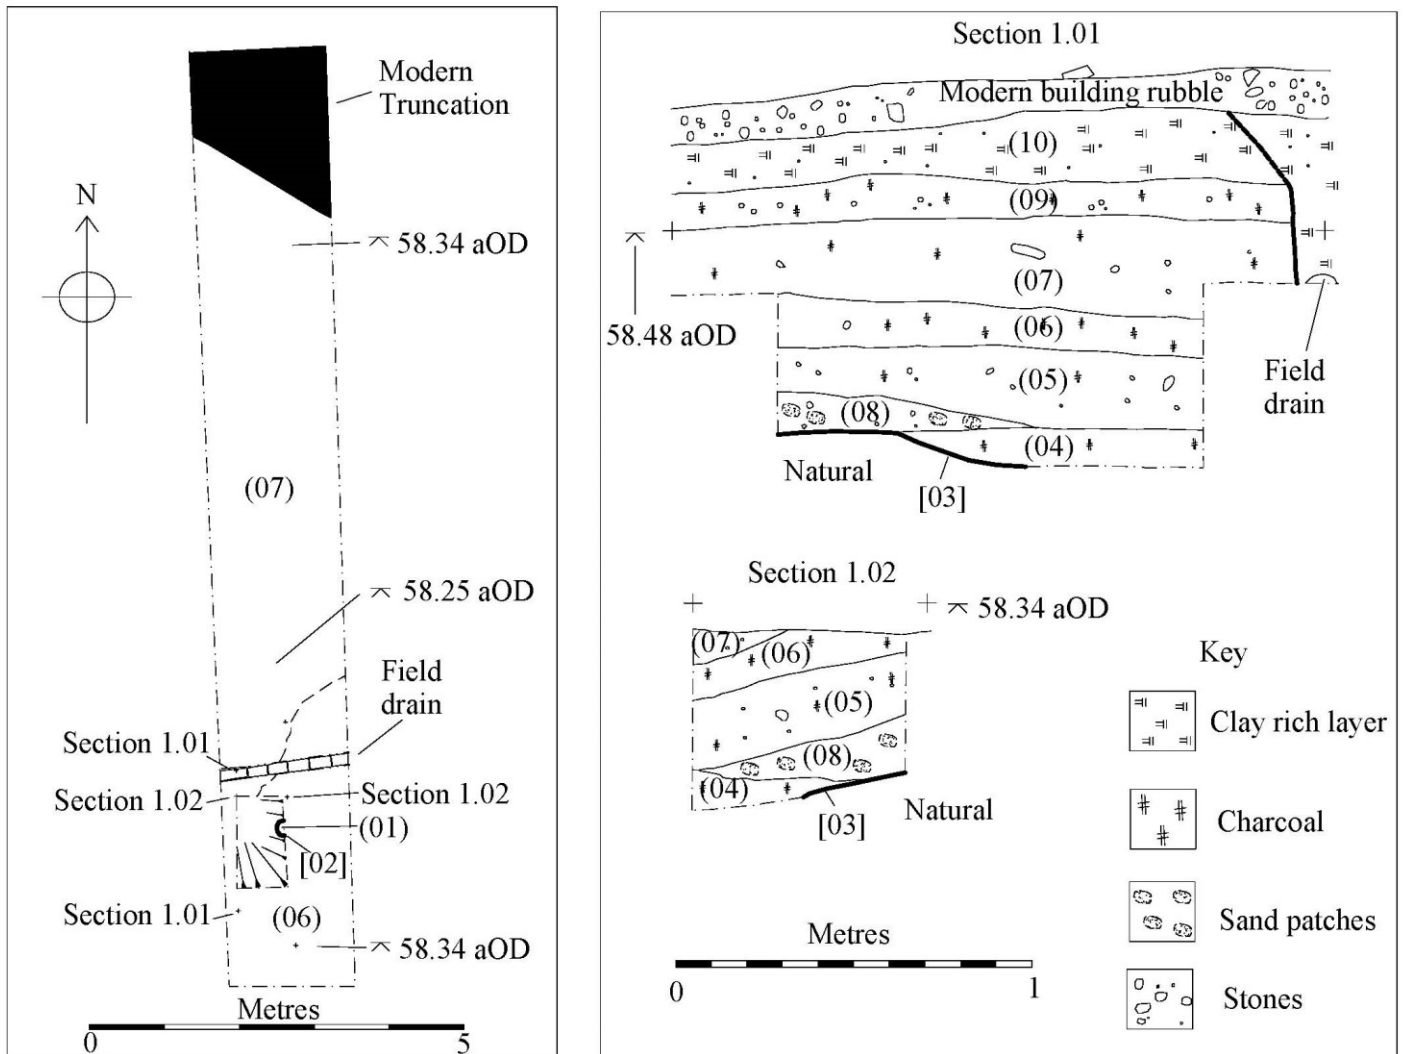 Modern
Truncation
N
58.34 aOD
(07)
58.25 aOD
Field
drain
Section 1.01
Section 1.02
Section 1.02
(01)
[02]
Section 1.01
(06)
58.34 aOD
Metres
0
5
Section 1.01
Modern building rubble
(10)
(09)
(07)
58.48 aOD
(06)
(05)
Field
drain
(08)
(04)
Natural
[03]
Section 1.02
58.34 aOD
(07)
(06)
(05)
(08)
(04)
Natural
[03]
Key
Clay rich layer
Charcoal
Sand patches
Stones
Metres
0
1